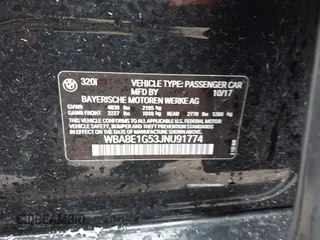 320i
VEHICLE TYPE: PASSENGER CAR
MFD BY 10/17
BAYERISCHE MOTOREN WERKE AG
GVWR 4839 LBS 2195 KG
GAWR FRONT 2227 LBS 1010 KG GAWR REAR 2778 LBS 1260 KG
VEHICLE CONFORMS TO ALL APPLICABLE FEDERAL MOTOR
VEHICLE SAFETY, BUMPER, AND THEFT PREVENTION STANDARDS
IN EFFECT ON THE DATE OF MANUFACTURE SHOWN ABOVE.
WBA8E1G53JNU91774